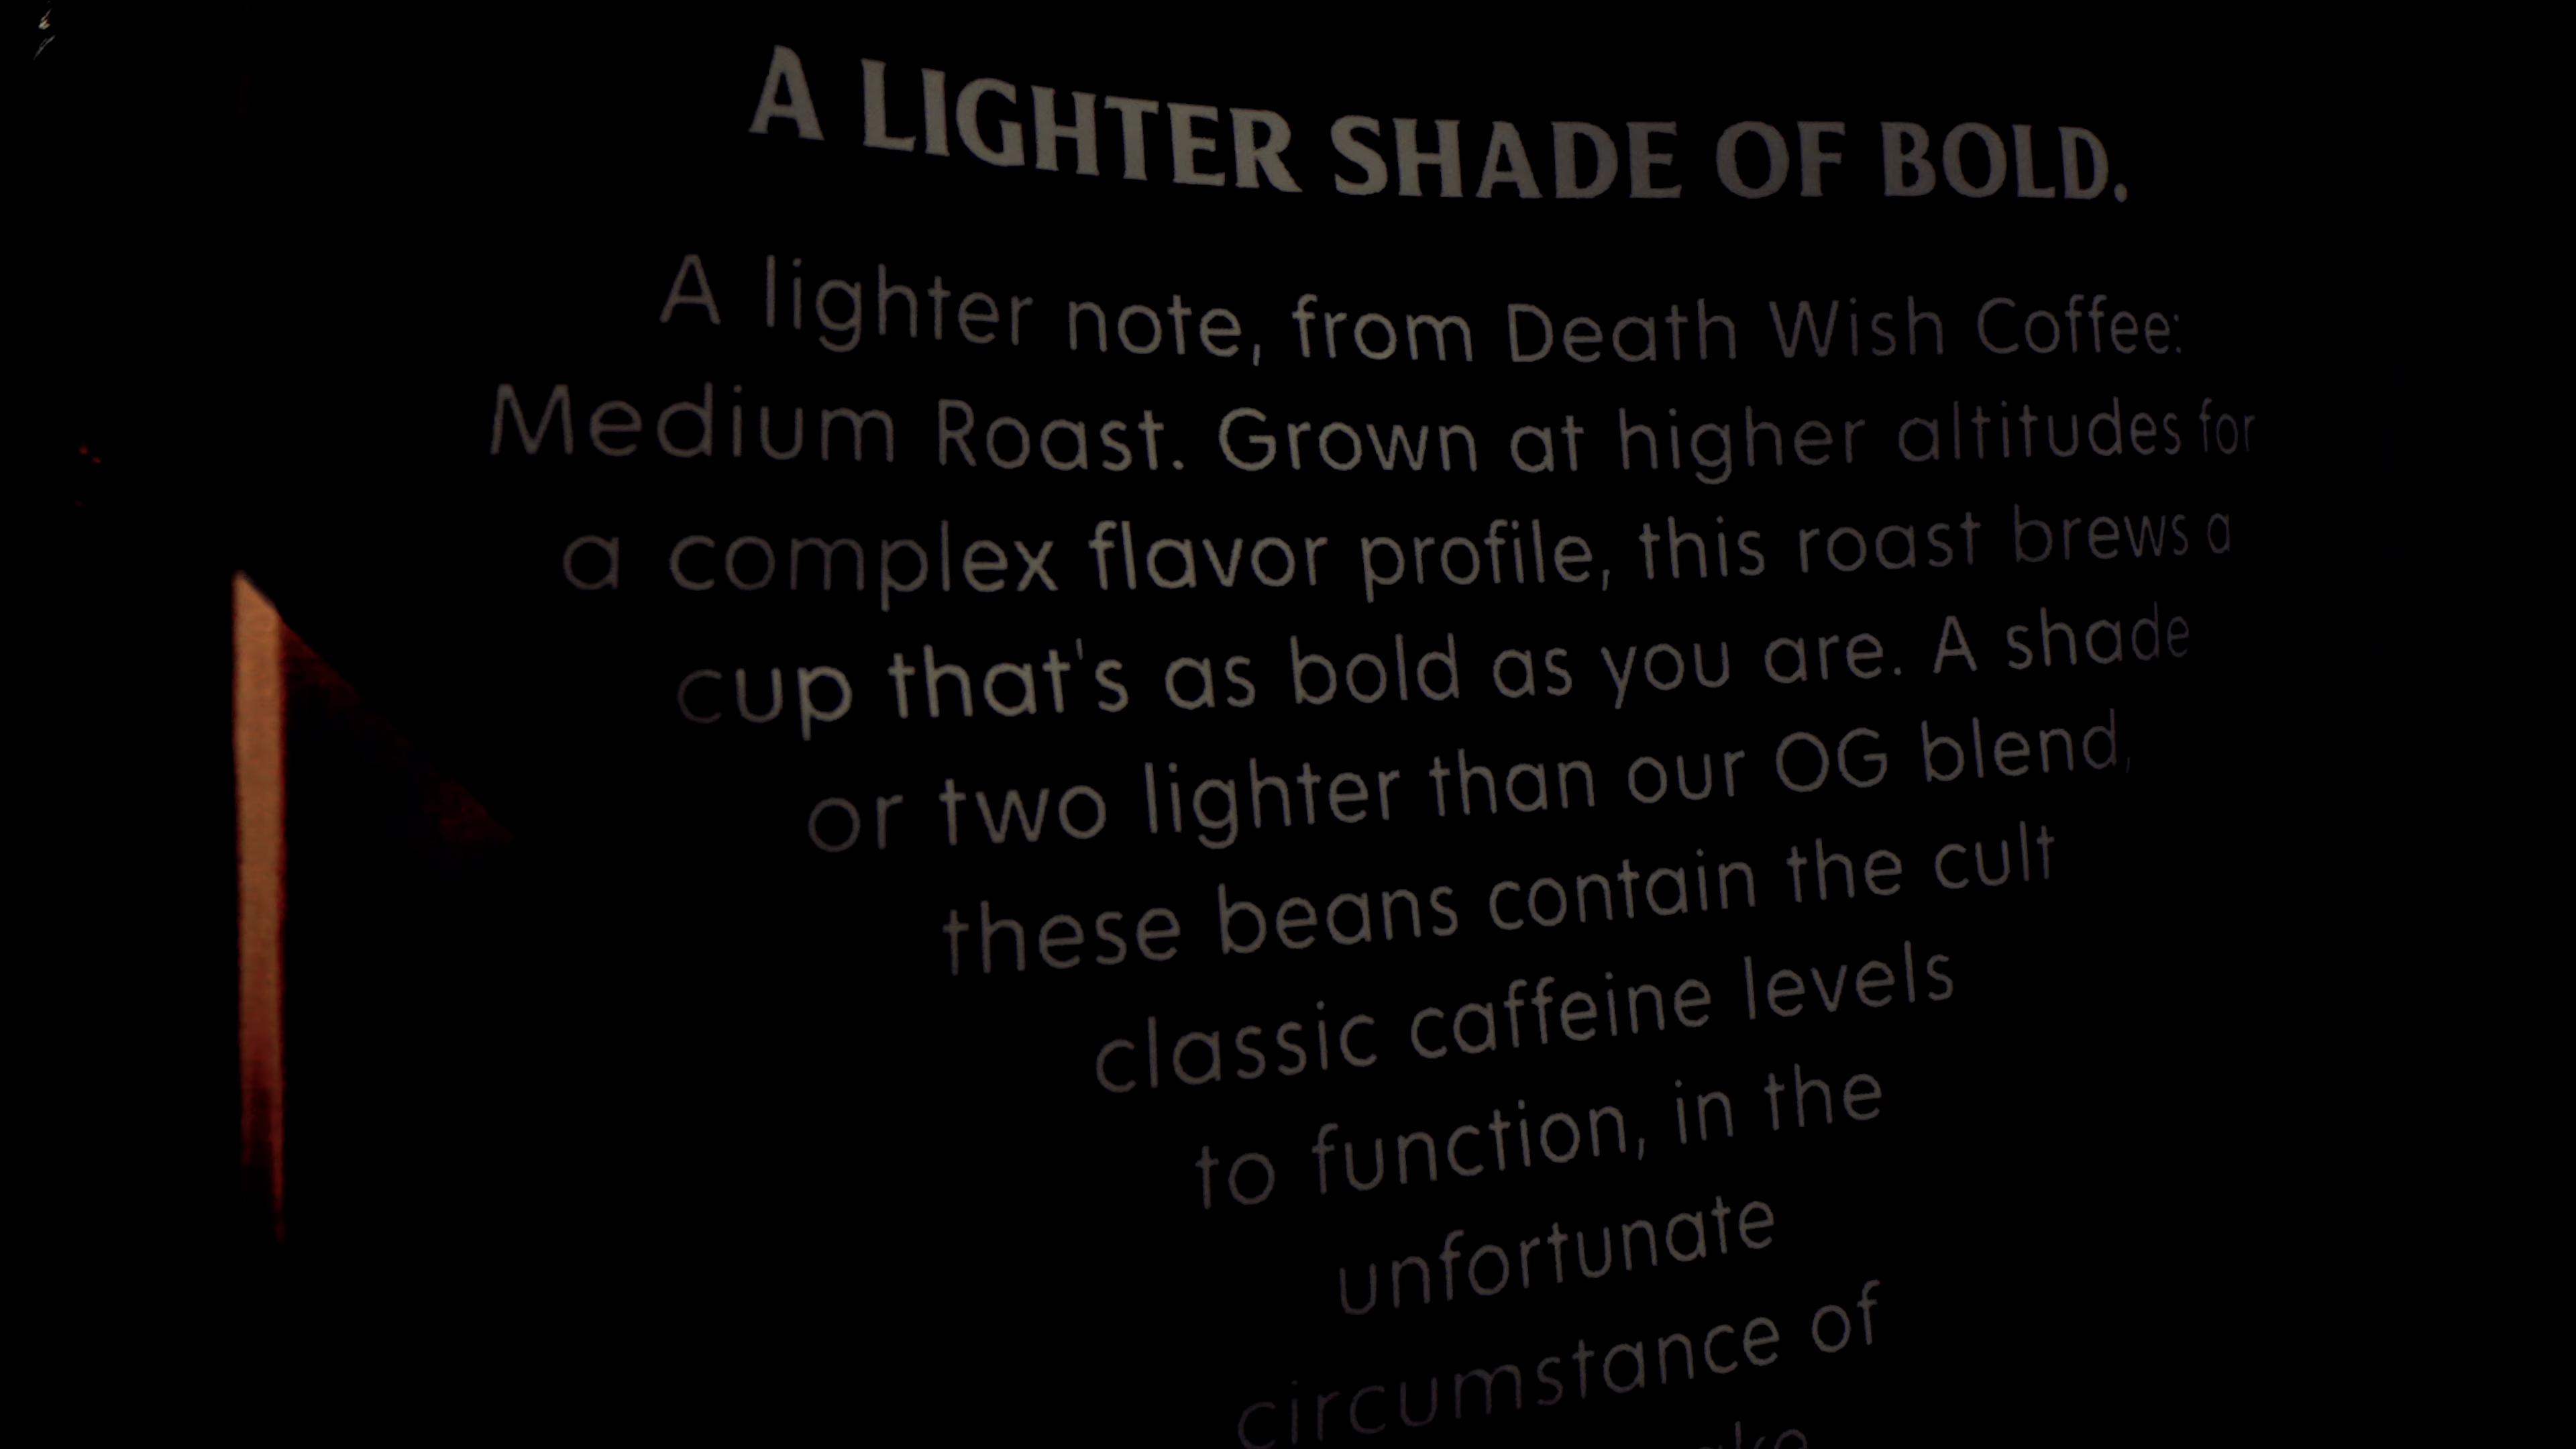 A LIGHTER SHADE OF BOLD.
A lighter note, from Death Wish Coffee:
Medium Roast. Grown at higher altitudes for
a complex flavor profile, this roast brews a
cup that's as bold as you are. A shade
or two lighter than our OG blend,
these beans contain the cult
classic caffeine levels
to function, in the
unfortunate
circumstance of